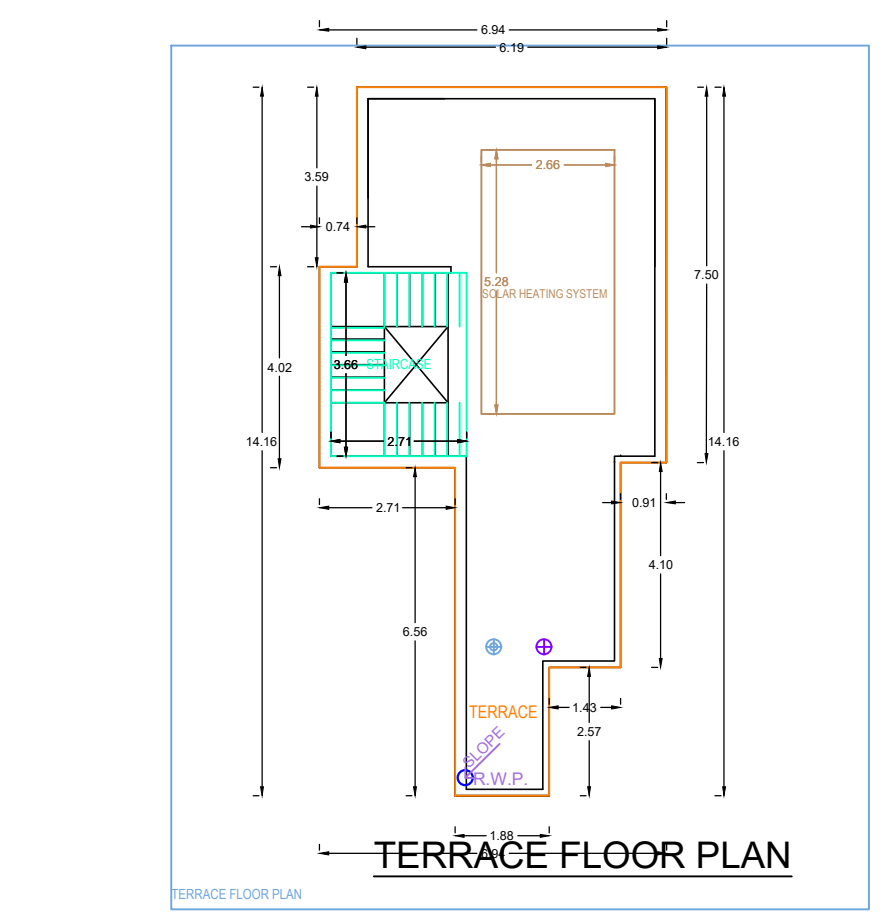 6.94
6.19
2.66
3.59
0.74
7.50
5.28
SOLAR HEATING SYSTEM
4.02
3.66 STAIRCASE
14.16
2.71
14.16
2.71
0.91
4.10
6.56
TERRACE
1.43
2.57
SLOPE
R.W.P.
1.88
6.94
TERRACE FLOOR PLAN
TERRACE FLOOR PLAN